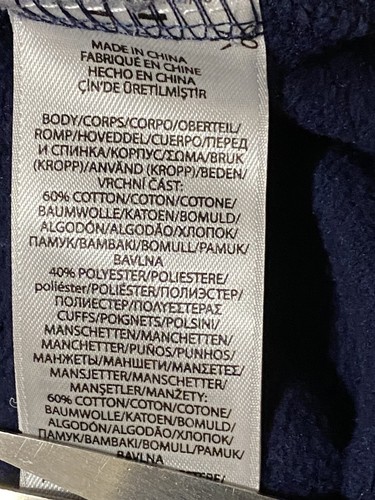 MADE IN CHINA
FABRIQUÉ EN CHINE
HECHO EN CHINA
ÇİN'DE ÜRETİLMİŞTİR
BODY/CORPS/CORPO/OBERTEIL/
ROMP/HOVEDDEL/CUERPO/ПЕРЕД
И СПИНКА/КОРПУС/ΣΩΜΑ/BRUK
(KROPP)/ANVÄND (KROPP)/BEDEN/
VRCHNÍ ČÁST:
60% COTTON/COTON/COTONE/
BAUMWOLLE/KATOEN/BOMULD/
ALGODÓN/ALGODÃO/ХЛОПОК/
ПАМУК/ΒΑΜΒΑΚΙ/BOMULL/PAMUK/
BAVLNA
40% POLYESTER/POLIESTERE/
poliéster/POLIÉSTER/ПОЛИЭСТЕР/
ПОЛИЕСТЕР/ΠΟΛΥΕΣΤΕΡΑΣ
CUFFS/POIGNETS/POLSINI/
MANSCHETTEN/MANCHETTEN/
MANCHETTER/PUÑOS/PUNHOS/
МАНЖЕТЫ/МАНШЕТИ/ΜΑΝΣΕΤΕΣ/
MANSJETTER/MANSCHETTER/
MANŞETLER/MANŽETY:
60% COTTON/COTON/COTONE/
BAUMWOLLE/KATOEN/BOMULD/
ALGODÓN/ALGODÃO/ХЛОПОК/
ПАМУК/ΒΑΜΒΑΚΙ/BOMULL/PAMUK/
BAVLNA